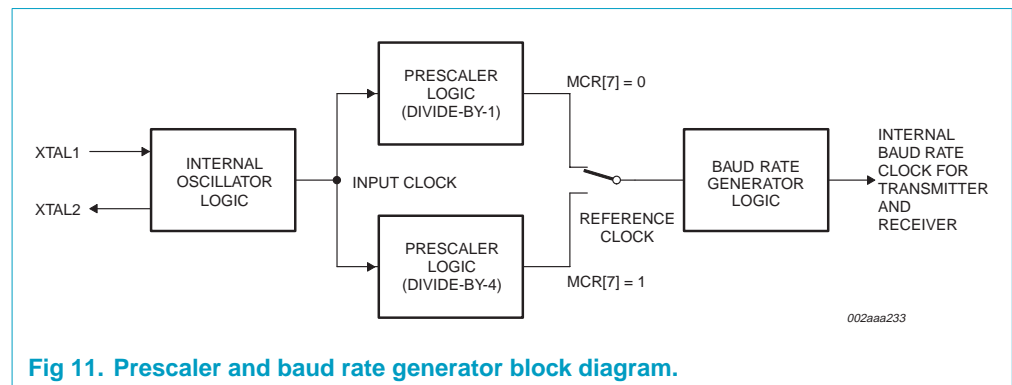 XTAL1
XTAL2
INTERNAL
OSCILLATOR
LOGIC
INPUT CLOCK
PRESCALER
LOGIC
(DIVIDE-BY-1)
PRESCALER
LOGIC
(DIVIDE-BY-4)
MCR[7] = 0
MCR[7] = 1
REFERENCE
CLOCK
BAUD RATE
GENERATOR
LOGIC
INTERNAL
BAUD RATE
CLOCK FOR
TRANSMITTER
AND
RECEIVER
002aaa233
Fig 11. Prescaler and baud rate generator block diagram.